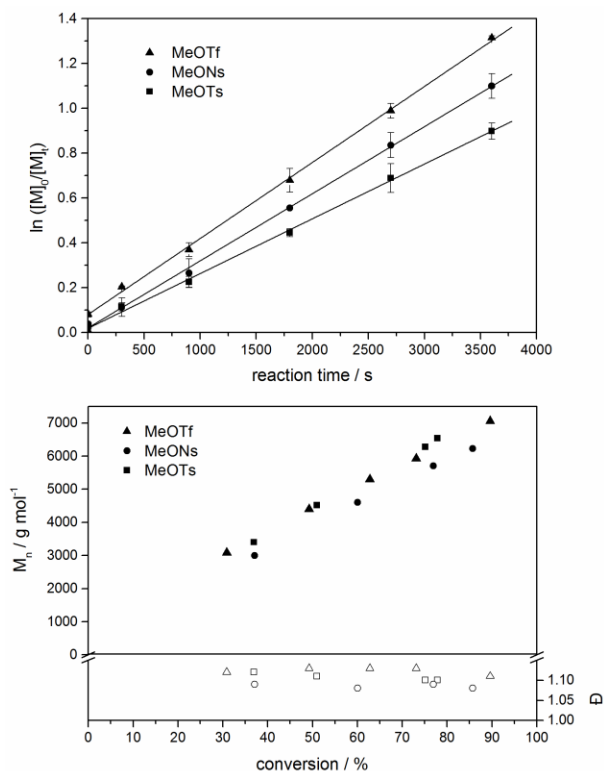 1.4
1.2
1.0
0.8
0.6
0.4
0.2
0.0
ln ([M]₀/[M]ₜ)
MeOTf
MeONs
MeOTs
0 500 1000 1500 2000 2500 3000 3500 4000
reaction time / s
7000
6000
5000
4000
3000
2000
1000
0
Mₙ / g mol⁻¹
MeOTf
MeONs
MeOTs
1.10
1.05
1.00
Đ
0 10 20 30 40 50 60 70 80 90 100
conversion / %